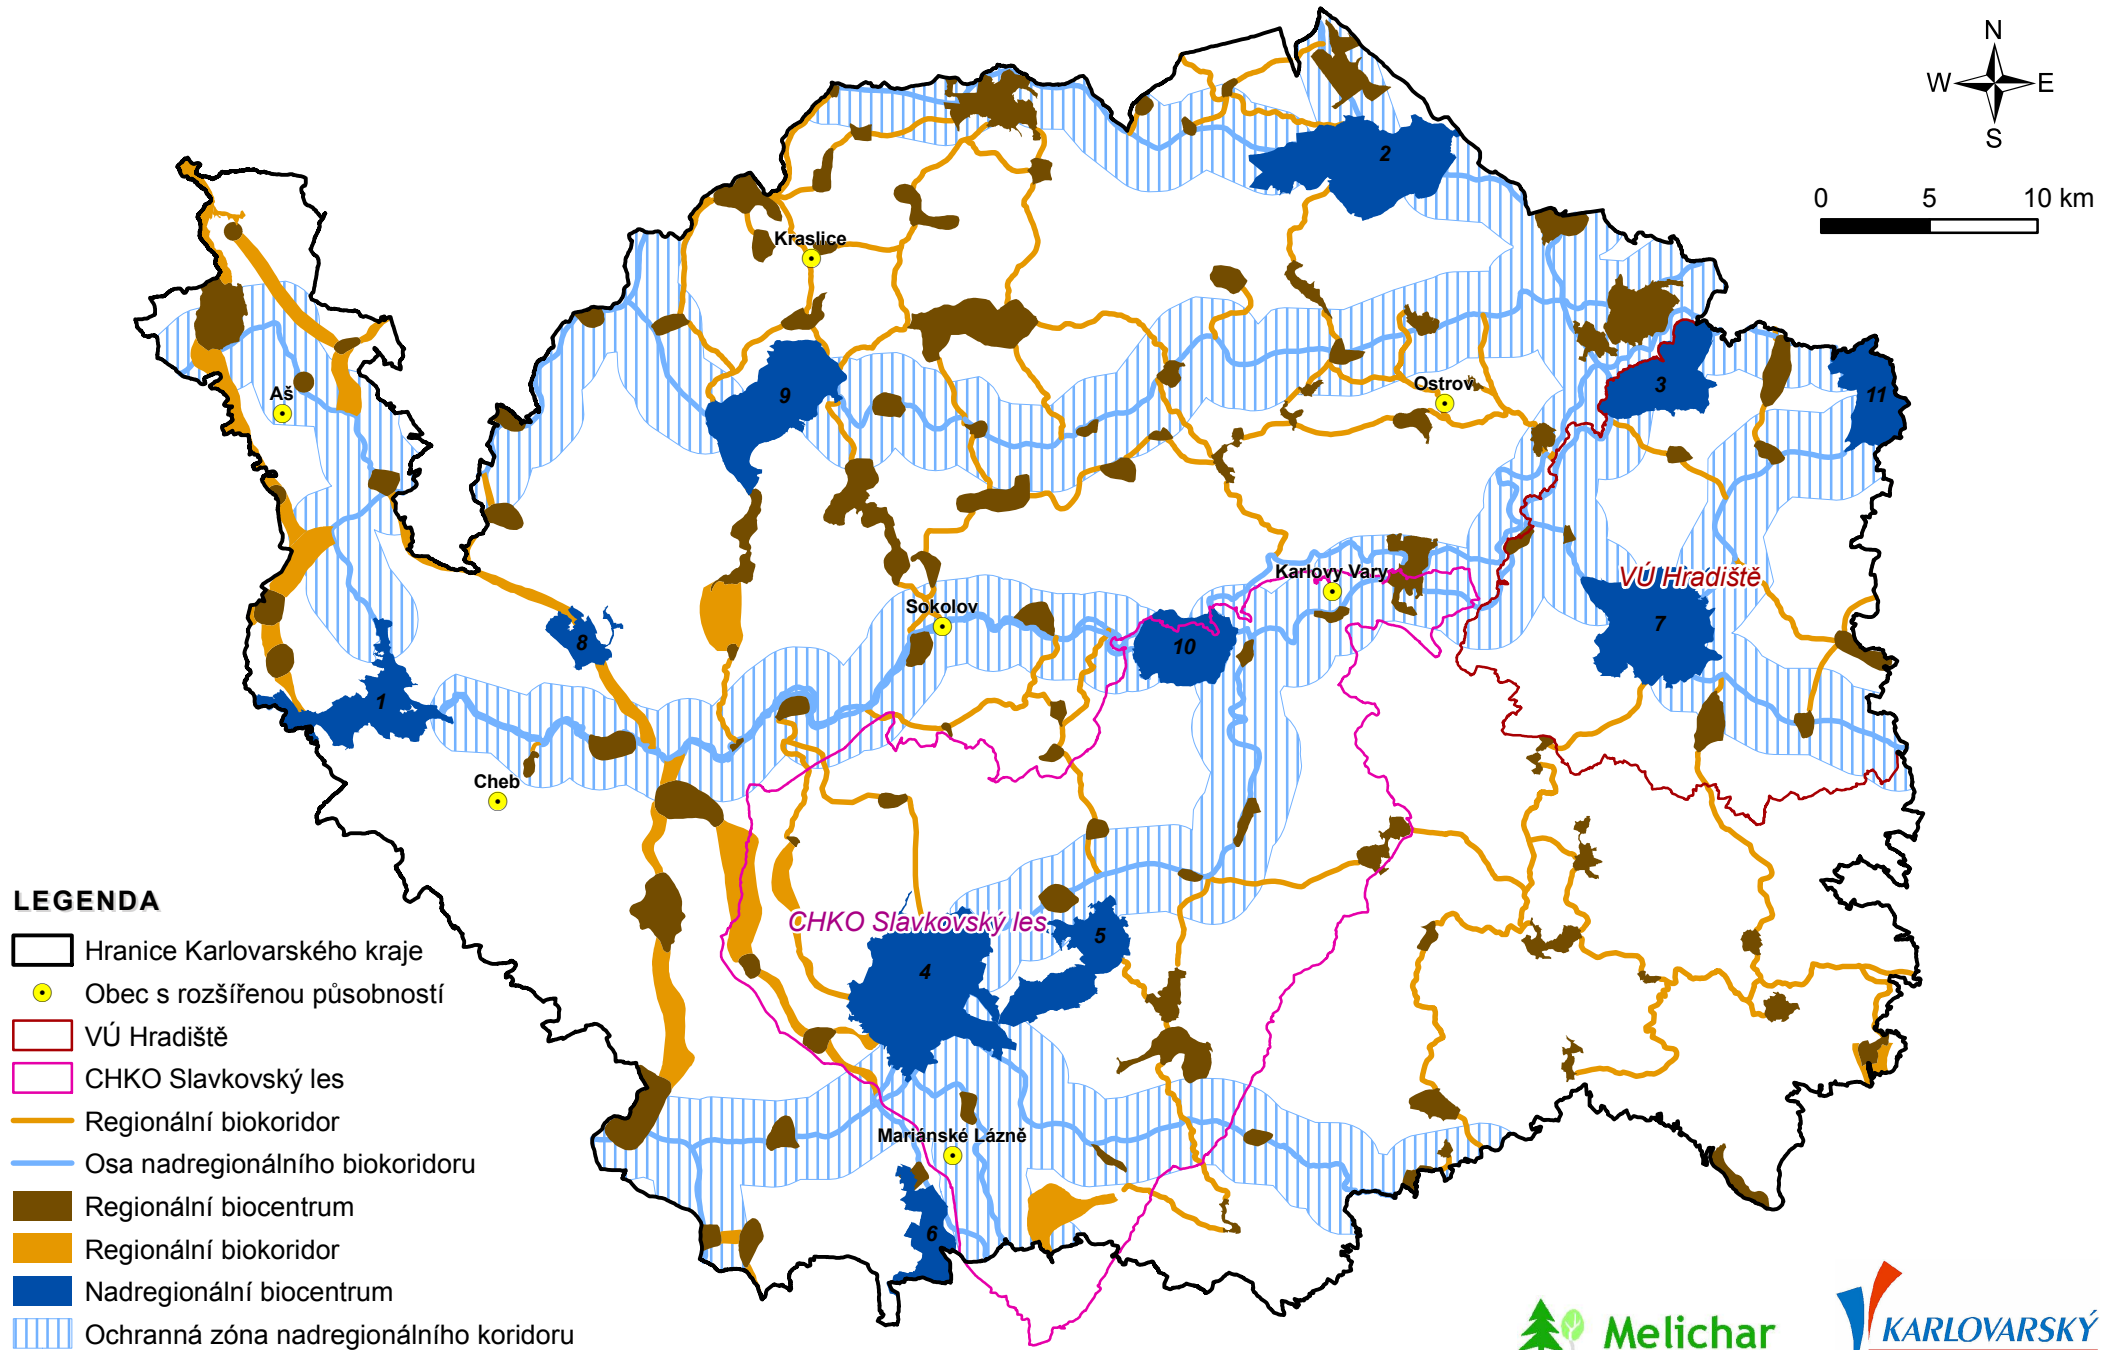 N
W E
S
0 5 10 km
2
Kraslice
9
Aš
Ostrov
3
11
Karlovy Vary
VÚ Hradiště
Sokolov
8
10
7
1
Cheb
CHKO Slavkovský les
5
4
Mariánské Lázně
6
LEGENDA
Hranice Karlovarského kraje
Obec s rozšířenou působností
VÚ Hradiště
CHKO Slavkovský les
Regionální biokoridor
Osa nadregionálního biokoridoru
Regionální biocentrum
Regionální biokoridor
Nadregionální biocentrum
Ochranná zóna nadregionálního koridoru
Melichar
KARLOVARSKÝ